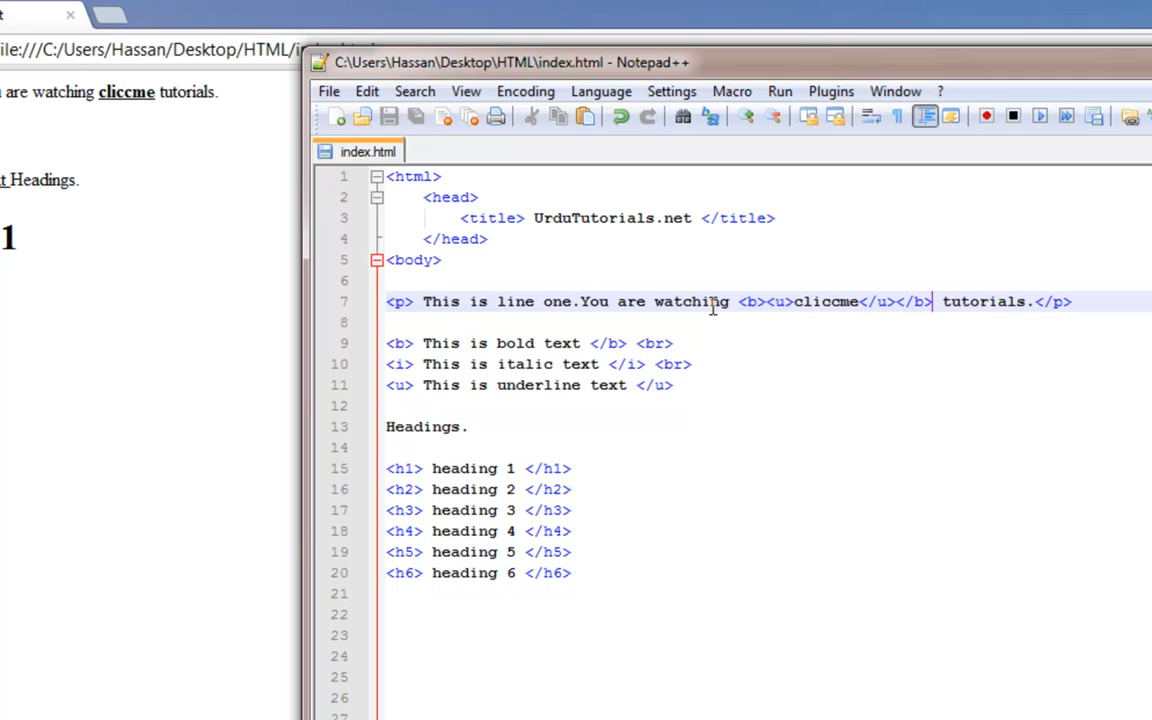 t
ile:///C:/Users/Hassan/Desktop/HTML/index.html
C:\Users\Hassan\Desktop\HTML\index.html - Notepad++
File Edit Search View Encoding Language Settings Macro Run Plugins Window ?
index.html
are watching cliccme tutorials.
t Headings.
1
1 <html>
2 <head>
3 <title> UrduTutorials.net </title>
4 </head>
5 <body>
6
7 <p> This is line one.You are watching <b><u>cliccme</u></b> tutorials.</p>
8
9 <b> This is bold text </b> <br>
10 <i> This is italic text </i> <br>
11 <u> This is underline text </u>
12
13 Headings.
14
15 <h1> heading 1 </h1>
16 <h2> heading 2 </h2>
17 <h3> heading 3 </h3>
18 <h4> heading 4 </h4>
19 <h5> heading 5 </h5>
20 <h6> heading 6 </h6>
21
22
23
24
25
26
27